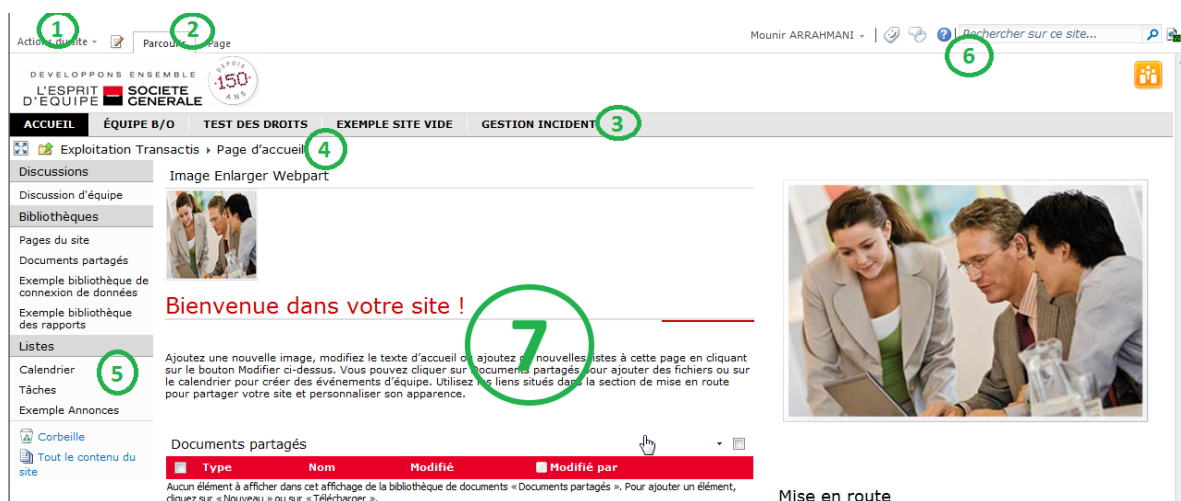 1
2
Actions du site
Parcourir
Page
Mounir ARRAHMANI
Rechercher sur ce site...
6
DEVELOPPONS ENSEMBLE
L'ESPRIT SOCIETE
D'EQUIPE GENERALE
DEPUIS
150
ANS
ACCUEIL ÉQUIPE B/O TEST DES DROITS EXEMPLE SITE VIDE GESTION INCIDENT
3
Exploitation Transactis Page d'accueil
4
Discussions
Discussion d'équipe
Bibliothèques
Pages du site
Documents partagés
Exemple bibliothèque de
connexion de données
Exemple bibliothèque
des rapports
Listes
Calendrier
5
Tâches
Exemple Annonces
Corbeille
Tout le contenu du
site
Image Enlarger Webpart
Bienvenue dans votre site !
7
Ajoutez une nouvelle image, modifiez le texte d'accueil ou ajoutez de nouvelles listes à cette page en cliquant
sur le bouton Modifier ci-dessus. Vous pouvez cliquer sur Documents partagés pour ajouter des fichiers ou sur
le calendrier pour créer des événements d'équipe. Utilisez les liens situés dans la section de mise en route
pour partager votre site et personnaliser son apparence.
Documents partagés
Type Nom Modifié Modifié par
Aucun élément à afficher dans cet affichage de la bibliothèque de documents « Documents partagés ». Pour ajouter un élément,
cliquez sur « Nouveau » ou sur « Télécharger ».
Mise en route